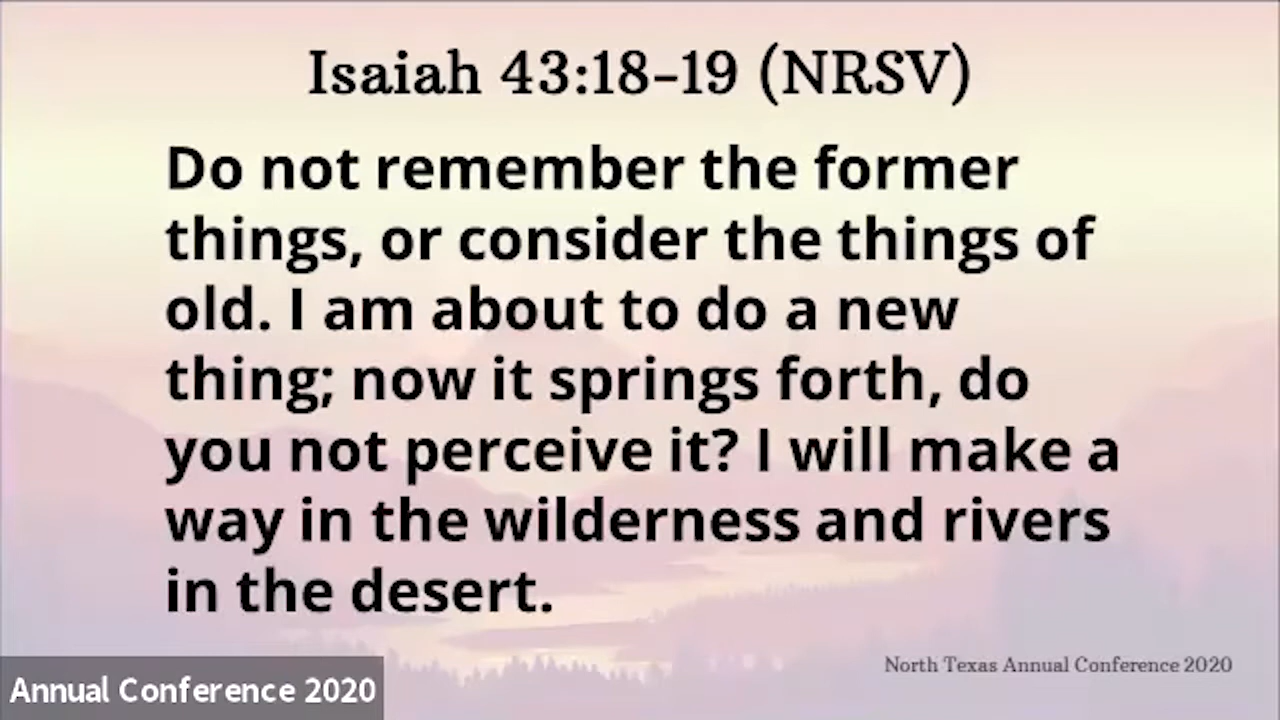 Isaiah 43:18-19 (NRSV)
Do not remember the former
things, or consider the things of
old. I am about to do a new
thing; now it springs forth, do
you not perceive it? I will make a
way in the wilderness and rivers
in the desert.
North Texas Annual Conference 2020
Annual Conference 2020